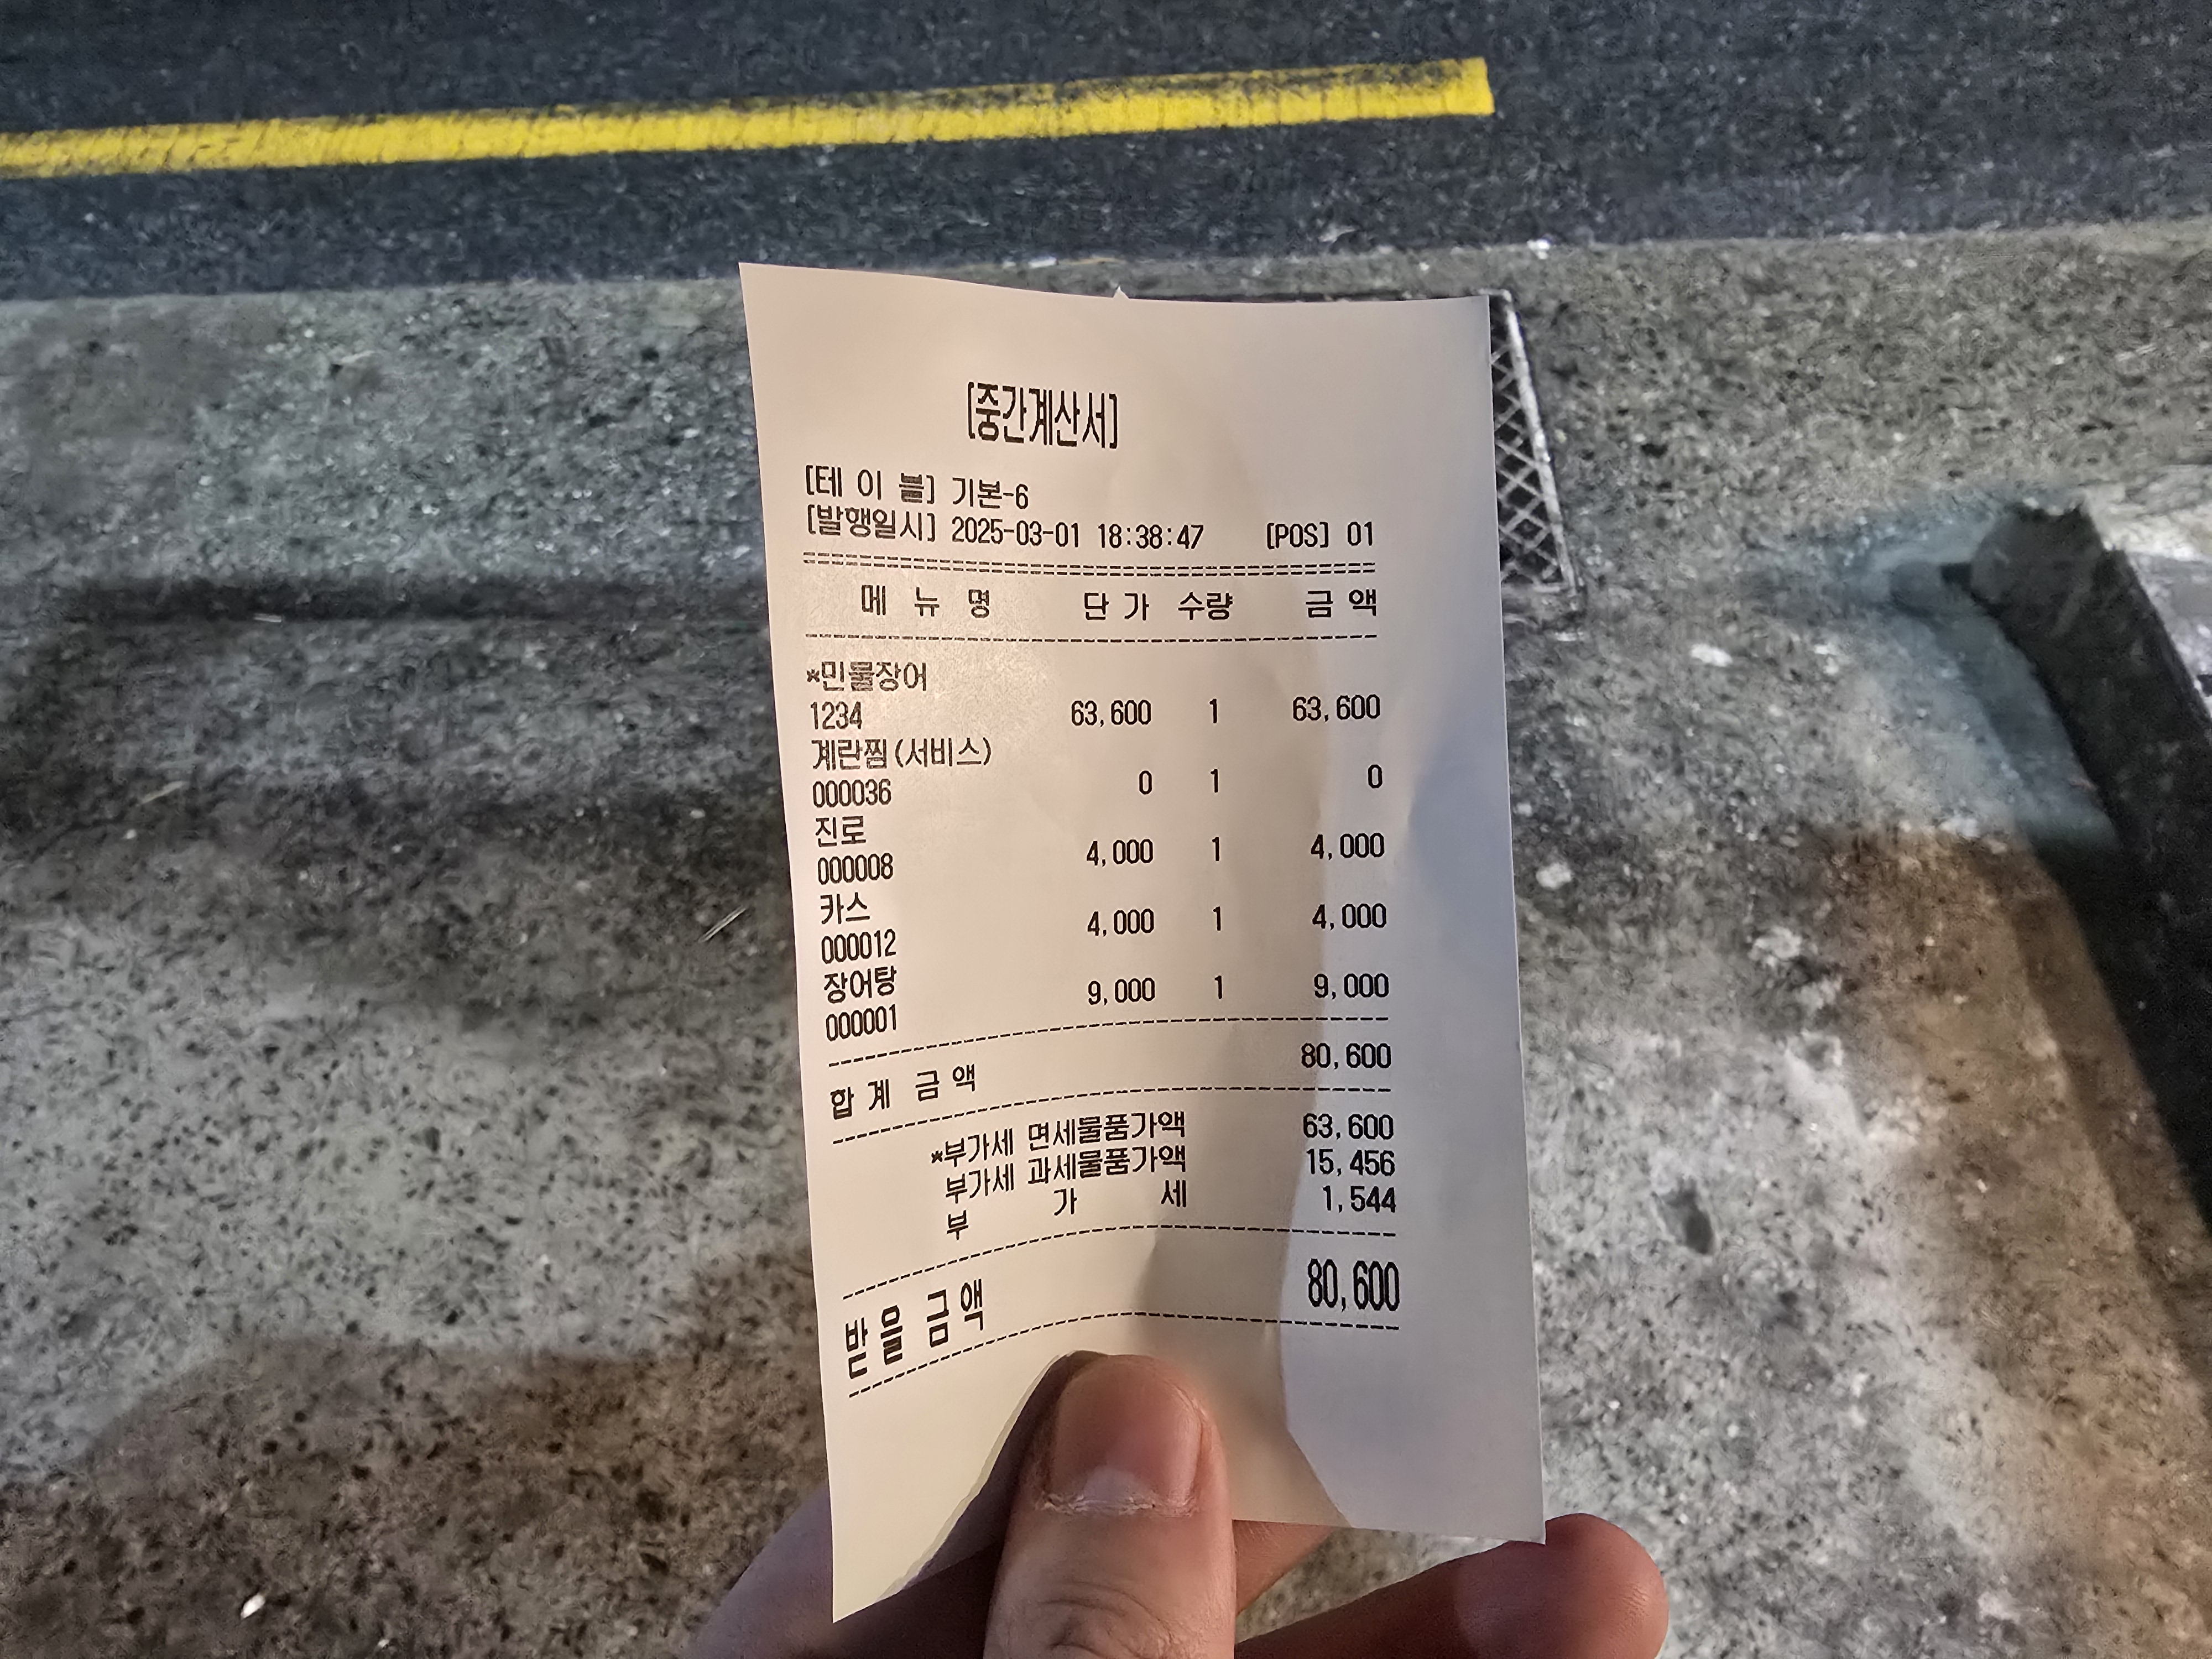 [중간계산서]
[테 이 블] 기본-6
[발행일시] 2025-03-01 18:38:47 [POS] 01
메 뉴 명 단 가 수량 금 액
*민물장어
1234 63,600 1 63,600
계란찜(서비스)
000036 0 1 0
진로
000008 4,000 1 4,000
카스
000012 4,000 1 4,000
장어탕
000001 9,000 1 9,000
합 계 금 액 80,600
*부가세 면세물품가액 63,600
부가세 과세물품가액 15,456
부 가 세 1,544
받 을 금 액 80,600